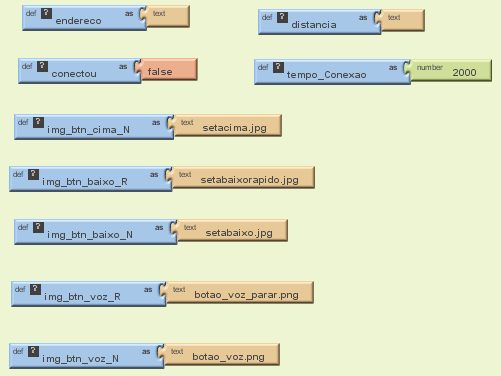 def ? endereco as text
def ? distancia as text
def ? conectou as false
def ? tempo_Conexao as number 2000
def ? img_btn_cima_N as text setacima.jpg
def ? img_btn_baixo_R as text setabaixorapido.jpg
def ? img_btn_baixo_N as text setabaixo.jpg
def ? img_btn_voz_R as text botao_voz_parar.png
def ? img_btn_voz_N as text botao_voz.png